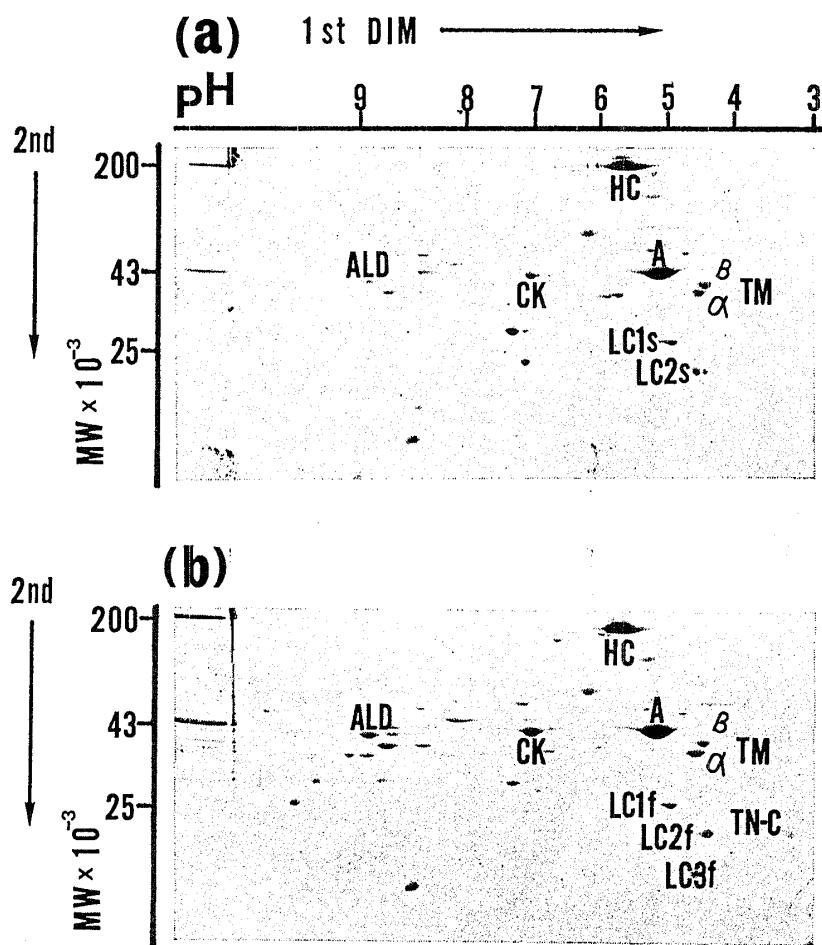 (a) 1st DIM
pH 9 8 7 6 5 4 3
2nd
200
HC
43
ALD
CK
A
B
α
TM
25
LC1s
LC2s
MW × 10⁻³
(b)
2nd
200
HC
43
ALD
CK
A
B
α
TM
25
LC1f
TN-C
LC2f
LC3f
MW × 10⁻³